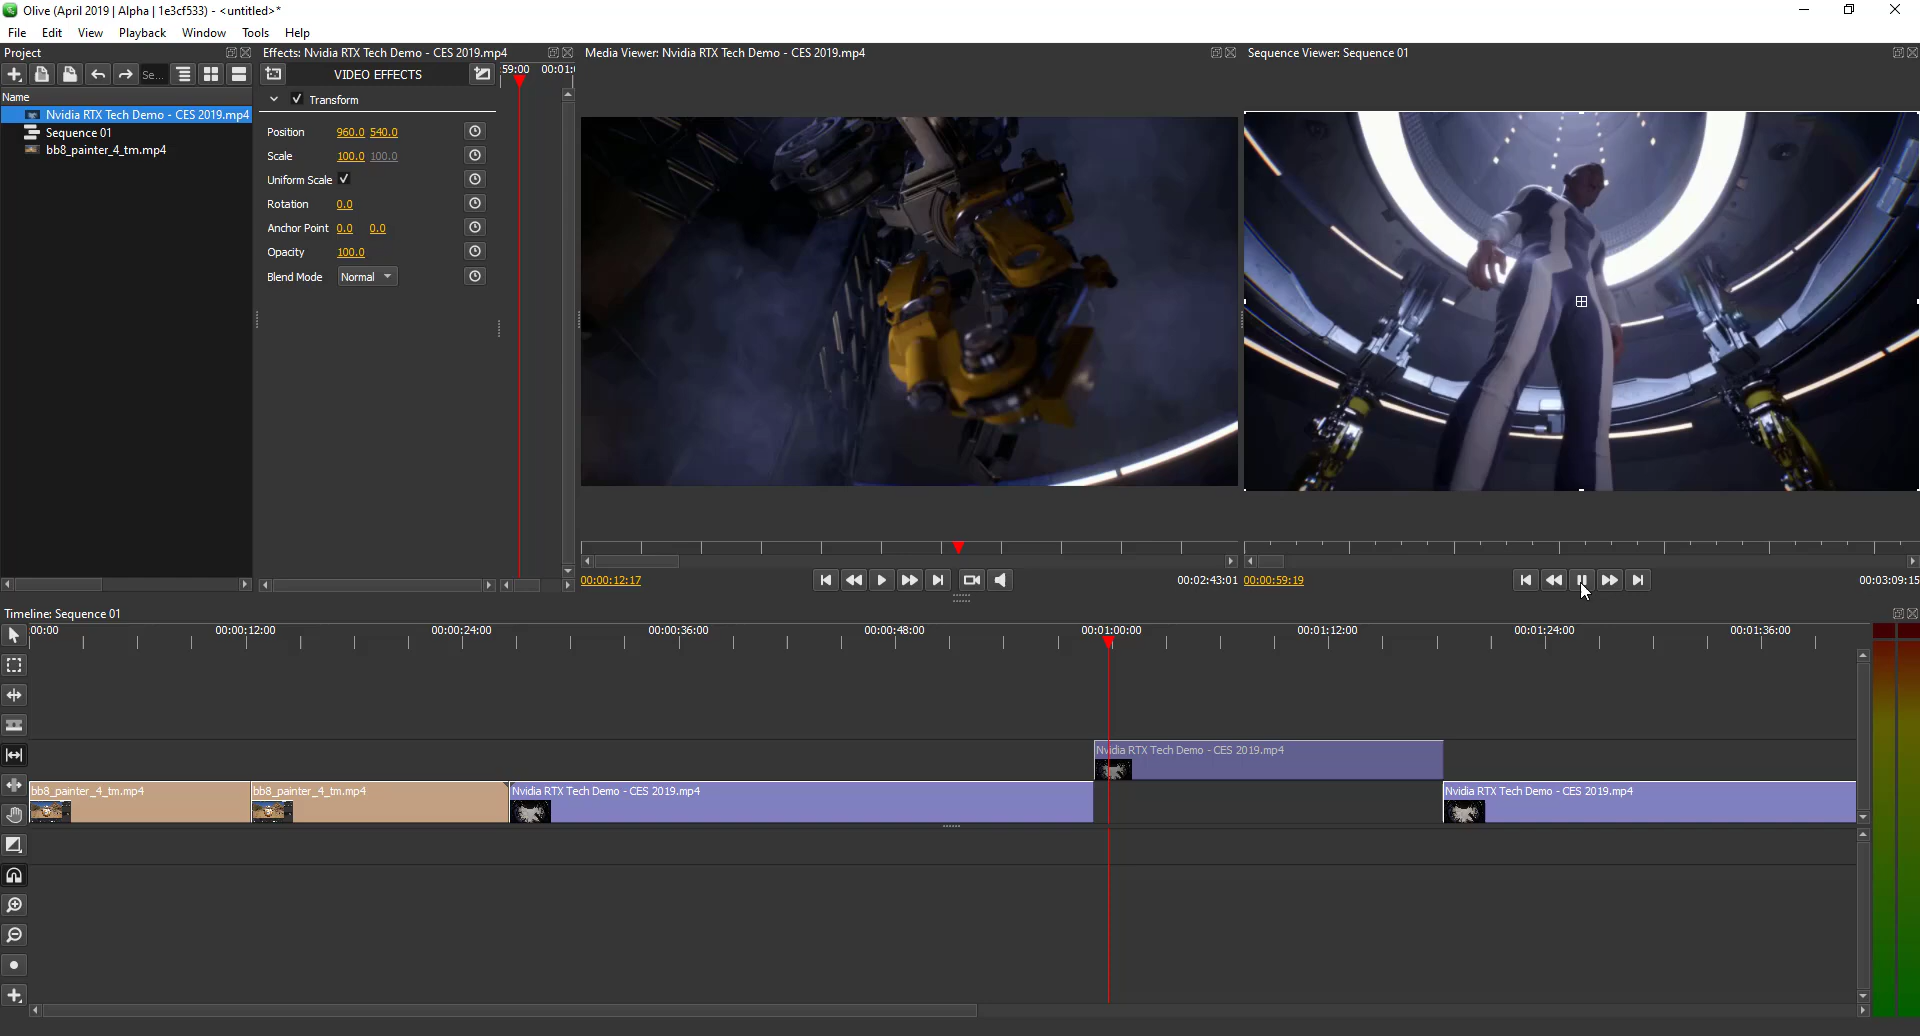 Olive (April 2019 | Alpha | 1e3cf533) - <untitled>*
File Edit View Playback Window Tools Help
Project
Se...
Name
Nvidia RTX Tech Demo - CES 2019.mp4
Sequence 01
bb8_painter_4_tm.mp4
Effects: Nvidia RTX Tech Demo - CES 2019.mp4
VIDEO EFFECTS
:59:00 00:01:
Transform
Position 960.0 540.0
Scale 100.0 100.0
Uniform Scale
Rotation 0.0
Anchor Point 0.0 0.0
Opacity 100.0
Blend Mode Normal
Media Viewer: Nvidia RTX Tech Demo - CES 2019.mp4
00:00:12:17 00:02:43:01
Sequence Viewer: Sequence 01
00:00:59:19 00:03:09:15
Timeline: Sequence 01
00:00 00:00:12:00 00:00:24:00 00:00:36:00 00:00:48:00 00:01:00:00 00:01:12:00 00:01:24:00 00:01:36:00
Nvidia RTX Tech Demo - CES 2019.mp4
bb8_painter_4_tm.mp4 bb8_painter_4_tm.mp4 Nvidia RTX Tech Demo - CES 2019.mp4 Nvidia RTX Tech Demo - CES 2019.mp4